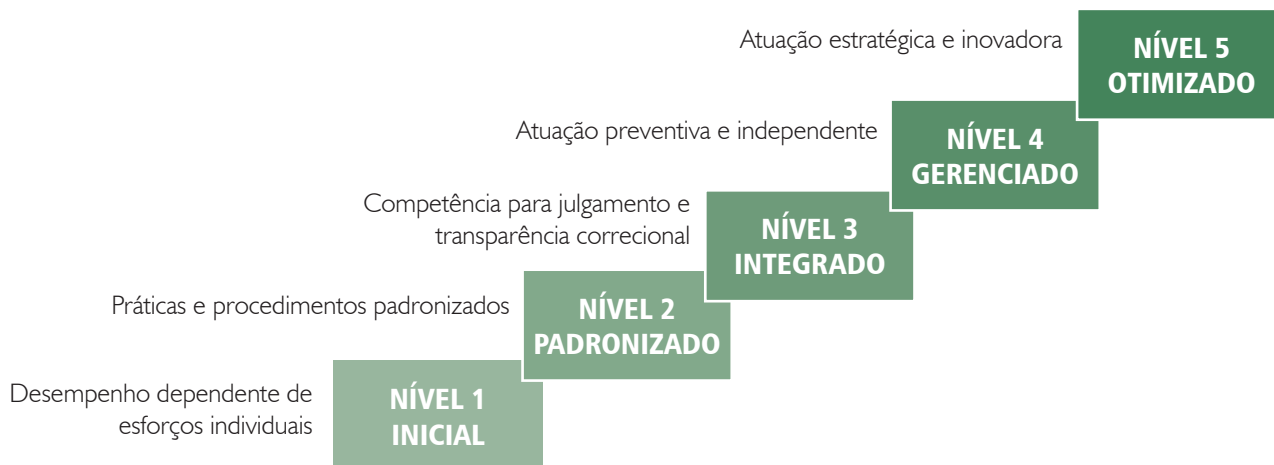 Atuação estratégica e inovadora
NÍVEL 5
OTIMIZADO
Atuação preventiva e independente
NÍVEL 4
GERENCIADO
Competência para julgamento e
transparência correcional
NÍVEL 3
INTEGRADO
Práticas e procedimentos padronizados
NÍVEL 2
PADRONIZADO
Desempenho dependente de
esforços individuais
NÍVEL 1
INICIAL